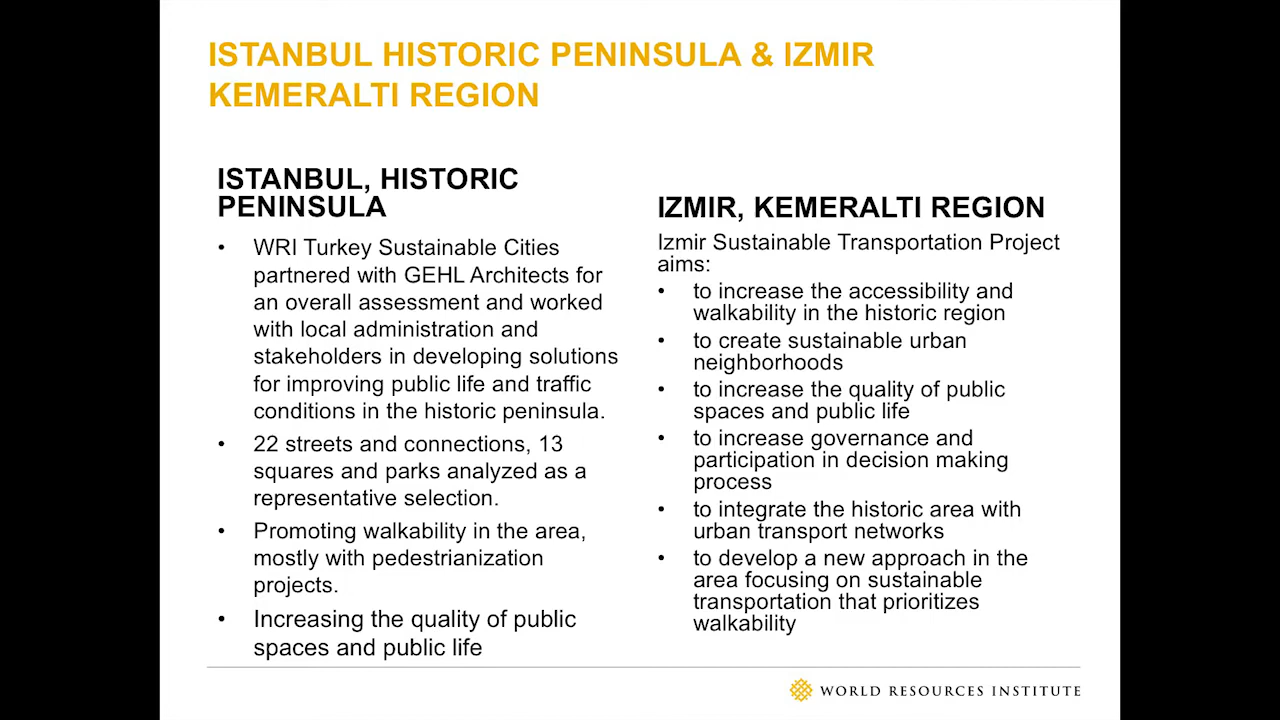 ISTANBUL HISTORIC PENINSULA & IZMIR
KEMERALTI REGION
ISTANBUL, HISTORIC
PENINSULA
• WRI Turkey Sustainable Cities
partnered with GEHL Architects for
an overall assessment and worked
with local administration and
stakeholders in developing solutions
for improving public life and traffic
conditions in the historic peninsula.
• 22 streets and connections, 13
squares and parks analyzed as a
representative selection.
• Promoting walkability in the area,
mostly with pedestrianization
projects.
• Increasing the quality of public
spaces and public life
IZMIR, KEMERALTI REGION
Izmir Sustainable Transportation Project
aims:
• to increase the accessibility and
walkability in the historic region
• to create sustainable urban
neighborhoods
• to increase the quality of public
spaces and public life
• to increase governance and
participation in decision making
process
• to integrate the historic area with
urban transport networks
• to develop a new approach in the
area focusing on sustainable
transportation that prioritizes
walkability
WORLD RESOURCES INSTITUTE